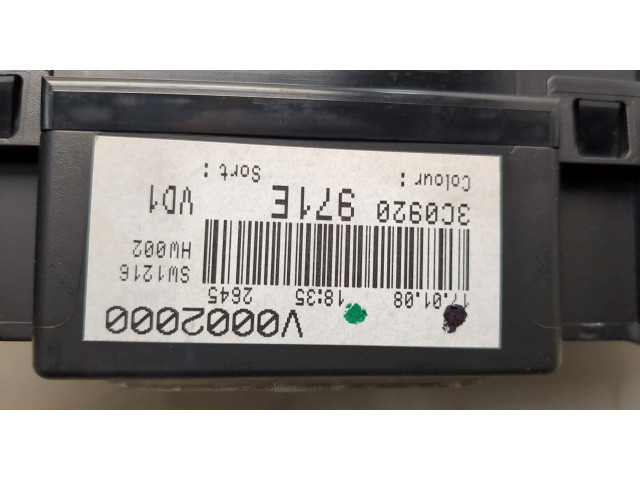 V0002000
17.01.08 18:35 2645
SW1216
HW002
3C0920 971E VD1
Colour: Sort: